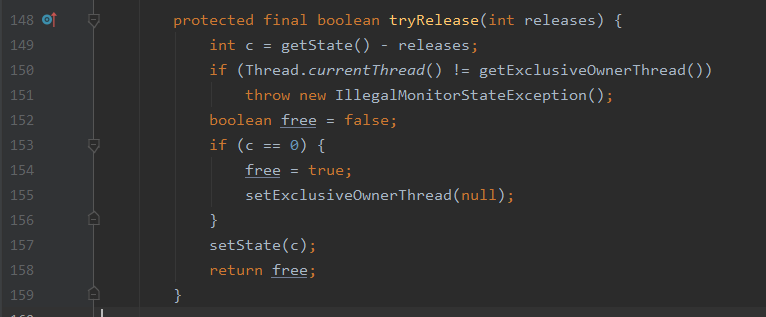 148 protected final boolean tryRelease(int releases) {
149 int c = getState() - releases;
150 if (Thread.currentThread() != getExclusiveOwnerThread())
151 throw new IllegalMonitorStateException();
152 boolean free = false;
153 if (c == 0) {
154 free = true;
155 setExclusiveOwnerThread(null);
156 }
157 setState(c);
158 return free;
159 }